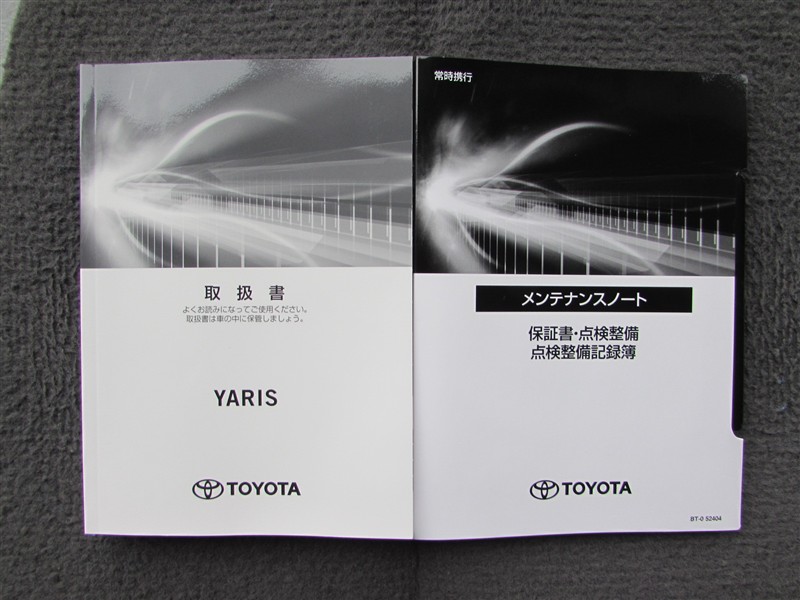 取扱書
よくお読みになってご使用ください。
取扱書は車の中に保管しましょう。
YARIS
TOYOTA
常時携行
メンテナンスノート
保証書・点検整備
点検整備記録簿
TOYOTA
BT-0 52404